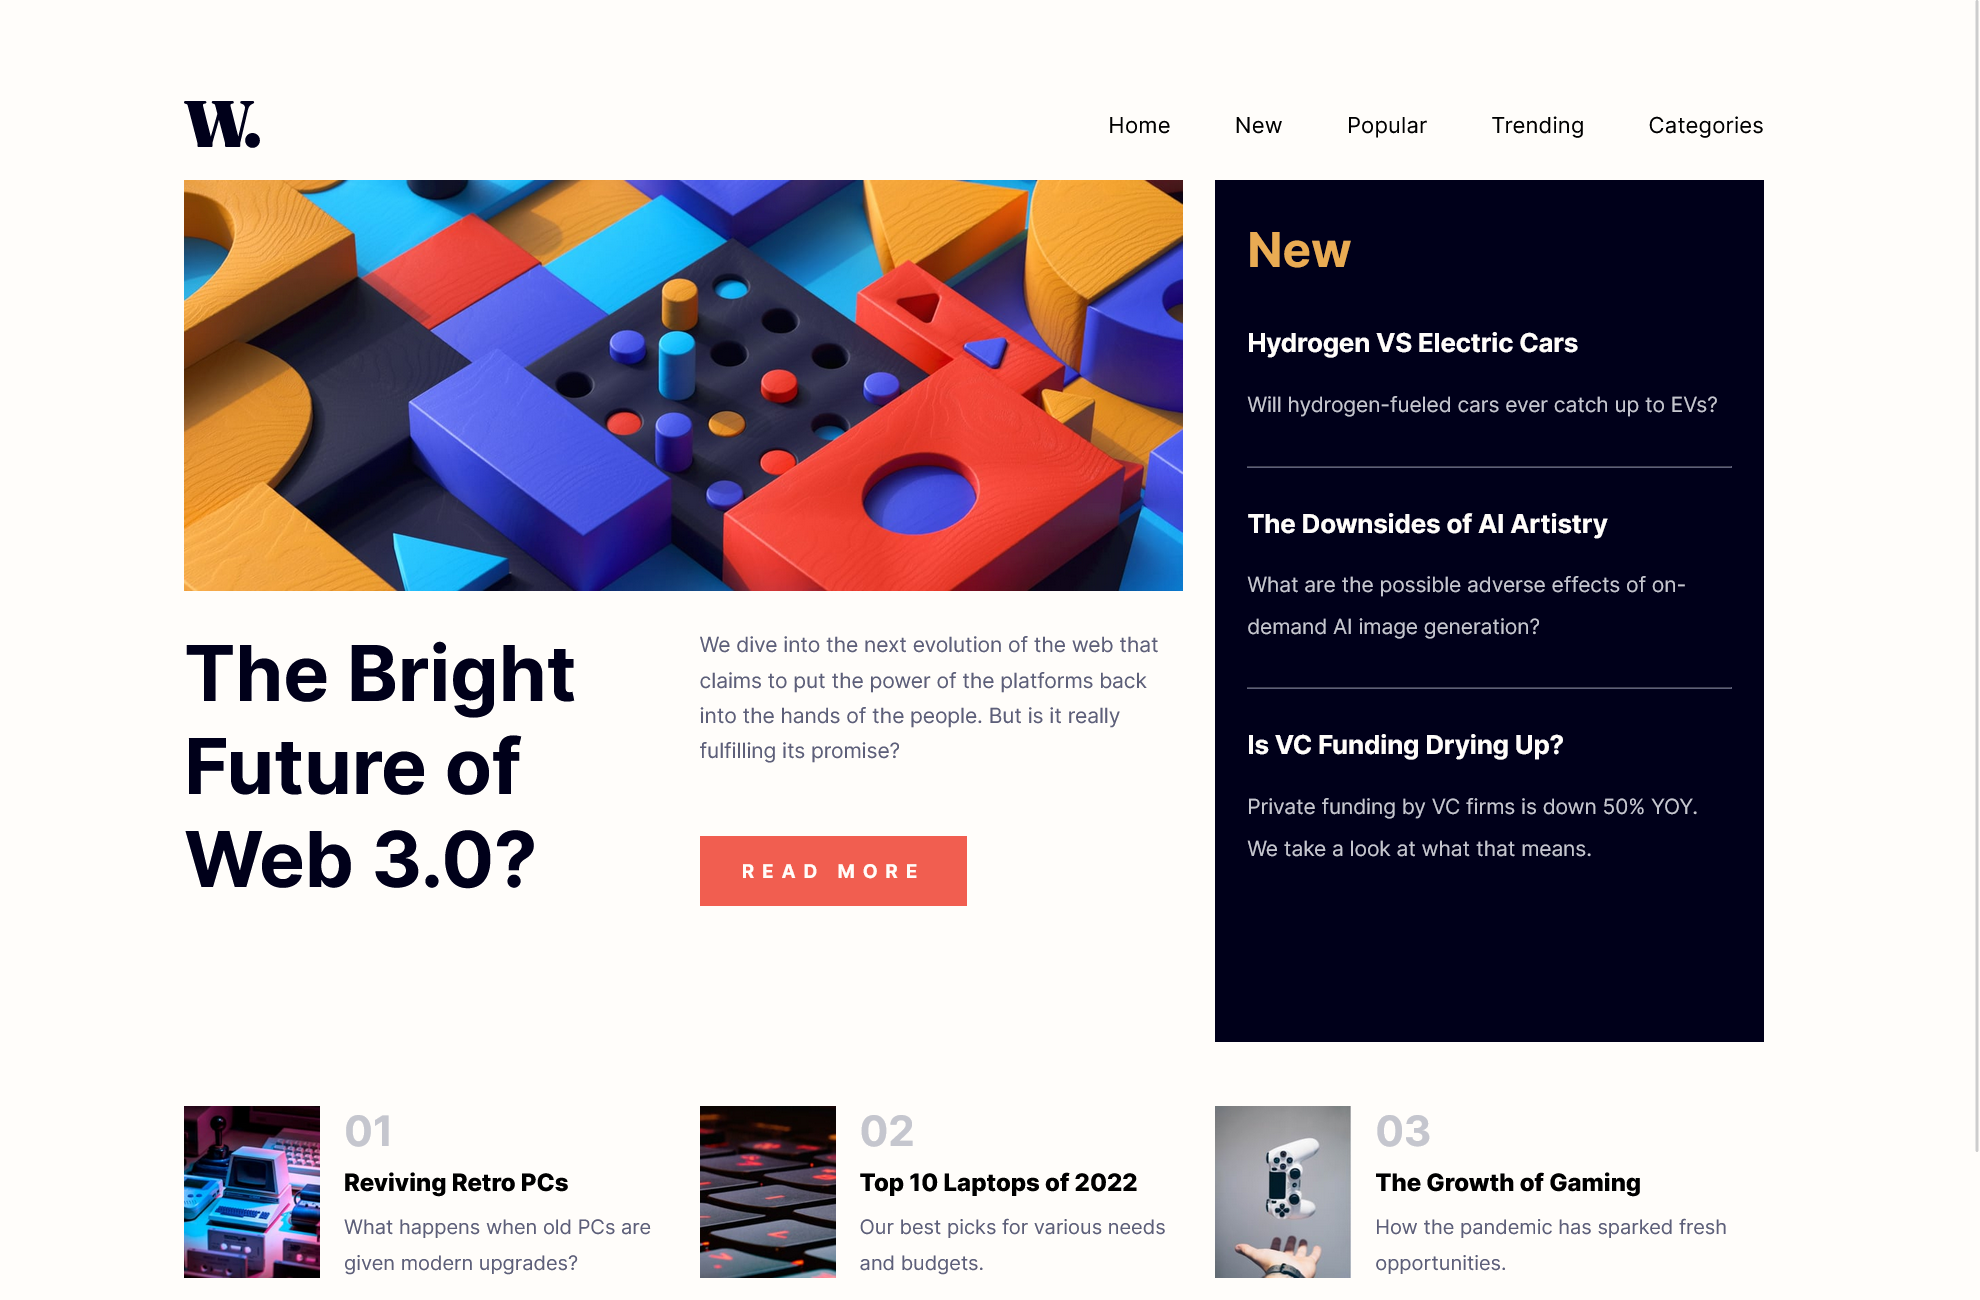 W.
Home New Popular Trending Categories
The Bright
Future of
Web 3.0?
We dive into the next evolution of the web that
claims to put the power of the platforms back
into the hands of the people. But is it really
fulfilling its promise?
READ MORE
New
Hydrogen VS Electric Cars
Will hydrogen-fueled cars ever catch up to EVs?
The Downsides of AI Artistry
What are the possible adverse effects of on-
demand AI image generation?
Is VC Funding Drying Up?
Private funding by VC firms is down 50% YOY.
We take a look at what that means.
01
Reviving Retro PCs
What happens when old PCs are
given modern upgrades?
02
Top 10 Laptops of 2022
Our best picks for various needs
and budgets.
03
The Growth of Gaming
How the pandemic has sparked fresh
opportunities.